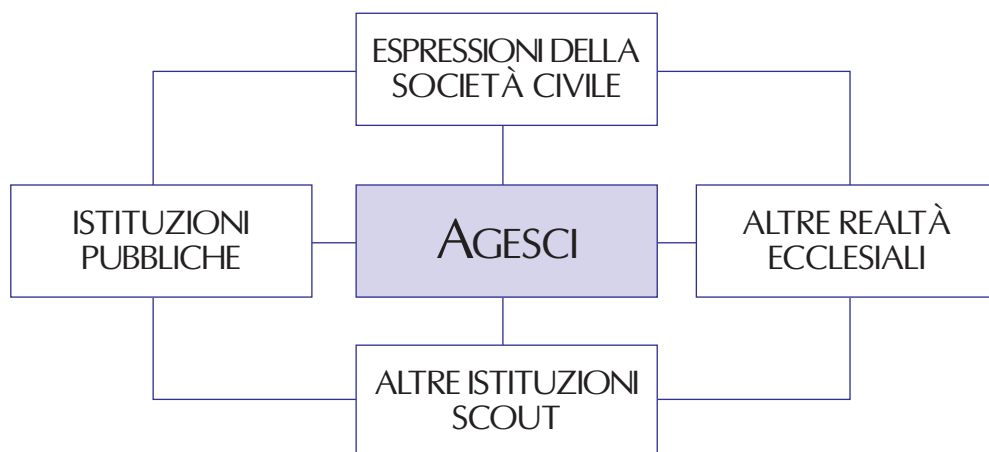 ESPRESSIONI DELLA
SOCIETÀ CIVILE
ISTITUZIONI
PUBBLICHE
AGESCI
ALTRE REALTÀ
ECCLESIALI
ALTRE ISTITUZIONI
SCOUT